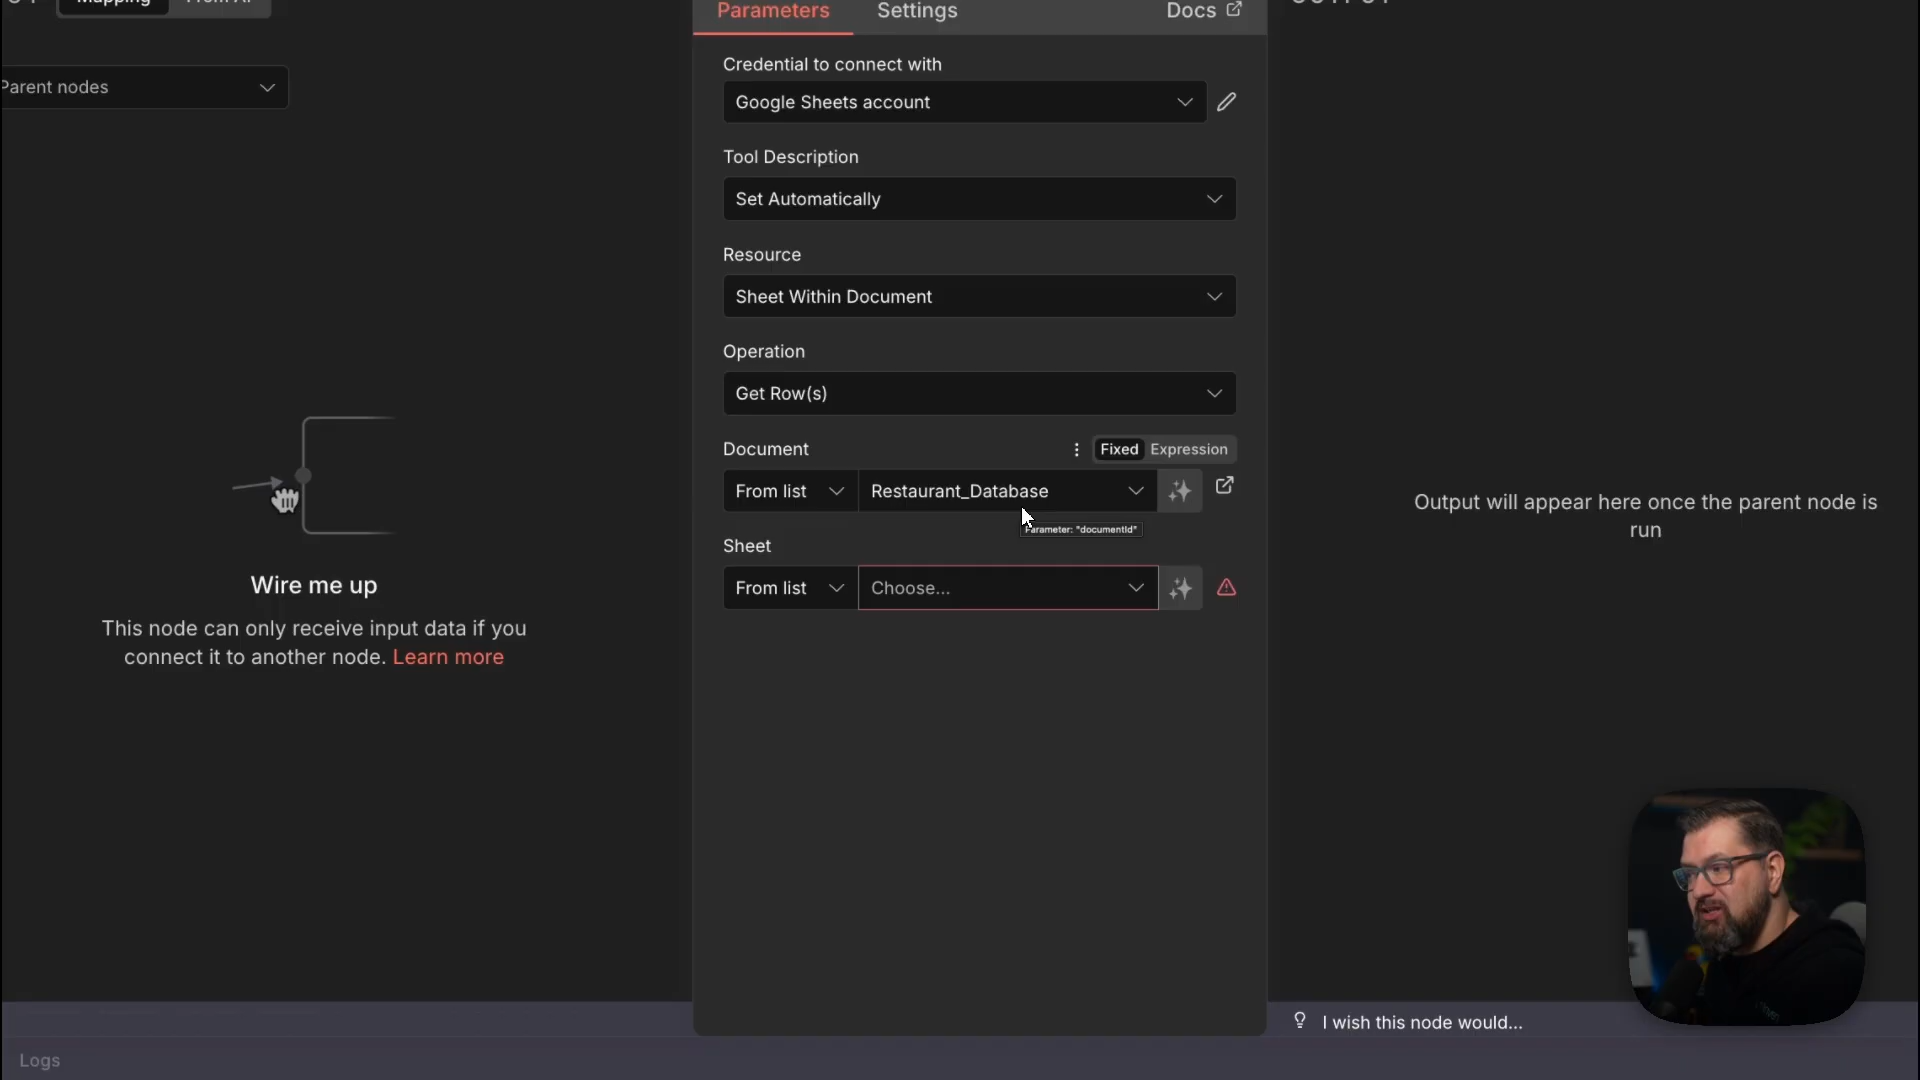 Mapping
Parameters
Settings
Docs
Parent nodes
Credential to connect with
Google Sheets account
Tool Description
Set Automatically
Resource
Sheet Within Document
Operation
Get Row(s)
Document
Fixed
Expression
From list
Restaurant_Database
Parameter: "documentId"
Sheet
From list
Choose...
Wire me up
This node can only receive input data if you
connect it to another node. Learn more
Output will appear here once the parent node is
run
I wish this node would...
Logs